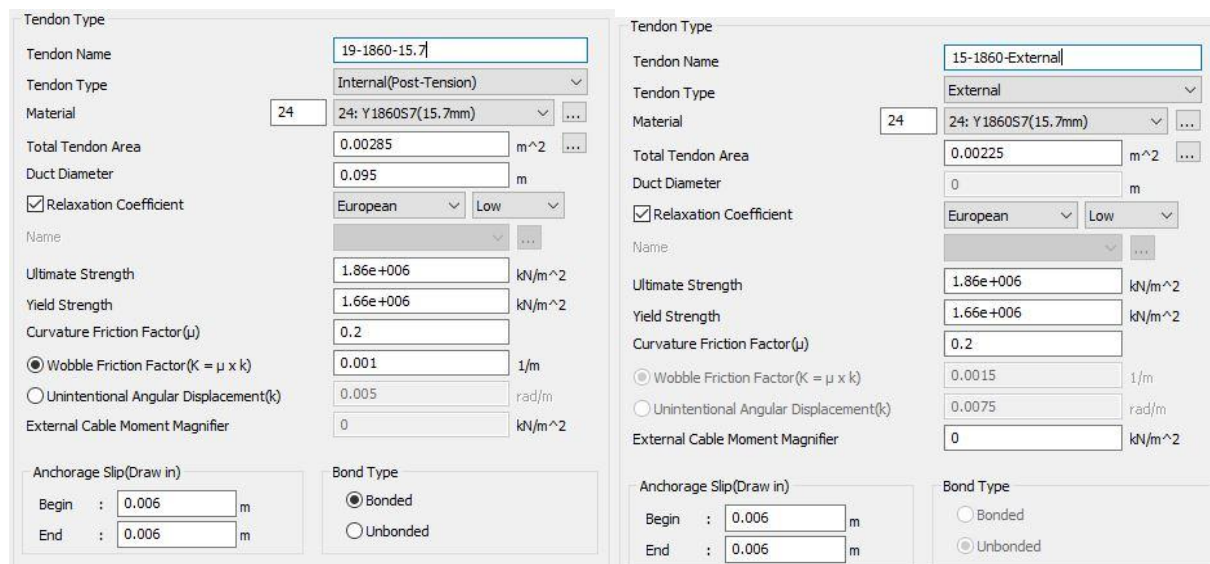 Tendon Type
Tendon Name 19-1860-15.7
Tendon Type Internal(Post-Tension)
Material 24 24: Y1860S7(15.7mm) ...
Total Tendon Area 0.00285 m^2 ...
Duct Diameter 0.095 m
Relaxation Coefficient European Low
Name ...
Ultimate Strength 1.86e+006 kN/m^2
Yield Strength 1.66e+006 kN/m^2
Curvature Friction Factor(μ) 0.2
Wobble Friction Factor(K = μ x k) 0.001 1/m
Unintentional Angular Displacement(k) 0.005 rad/m
External Cable Moment Magnifier 0 kN/m^2
Anchorage Slip(Draw in)
Begin : 0.006 m
End : 0.006 m
Bond Type
Bonded
Unbonded
Tendon Type
Tendon Name 15-1860-External
Tendon Type External
Material 24 24: Y1860S7(15.7mm) ...
Total Tendon Area 0.00225 m^2 ...
Duct Diameter 0 m
Relaxation Coefficient European Low
Name ...
Ultimate Strength 1.86e+006 kN/m^2
Yield Strength 1.66e+006 kN/m^2
Curvature Friction Factor(μ) 0.2
Wobble Friction Factor(K = μ x k) 0.0015 1/m
Unintentional Angular Displacement(k) 0.0075 rad/m
External Cable Moment Magnifier 0 kN/m^2
Anchorage Slip(Draw in)
Begin : 0.006 m
End : 0.006 m
Bond Type
Bonded
Unbonded